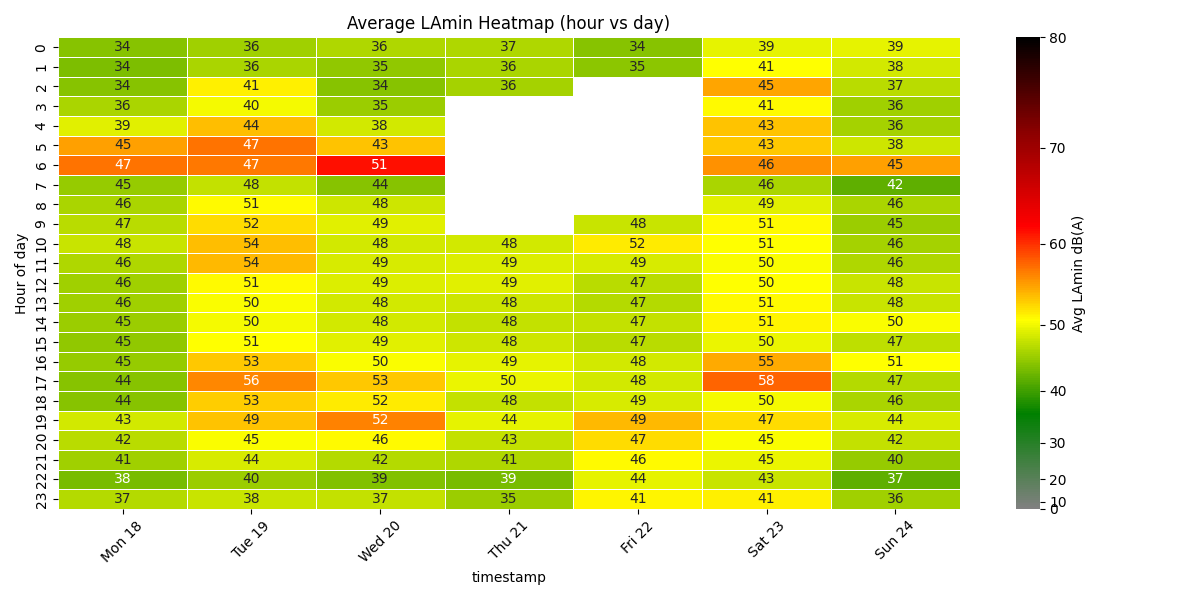 Average LAmin Heatmap (hour vs day)
0 34 36 36 37 34 39 39
1 34 36 35 36 35 41 38
2 34 41 34 36 45 37
3 36 40 35 41 36
4 39 44 38 43 36
5 45 47 43 43 38
6 47 47 51 46 45
7 45 48 44 46 42
8 46 51 48 49 46
9 47 52 49 48 51 45
10 48 54 48 48 52 51 46
11 46 54 49 49 49 50 46
12 46 51 49 49 47 50 48
13 46 50 48 48 47 51 48
14 45 50 48 48 47 51 50
15 45 51 49 48 47 50 47
16 45 53 50 49 48 55 51
17 44 56 53 50 48 58 47
18 44 53 52 48 49 50 46
19 43 49 52 44 49 47 44
20 42 45 46 43 47 45 42
21 41 44 42 41 46 45 40
22 38 40 39 39 44 43 37
23 37 38 37 35 41 41 36
Hour of day
Mon 18 Tue 19 Wed 20 Thu 21 Fri 22 Sat 23 Sun 24
timestamp
80
70
60
50
40
30
20
10
0
Avg LAmin dB(A)